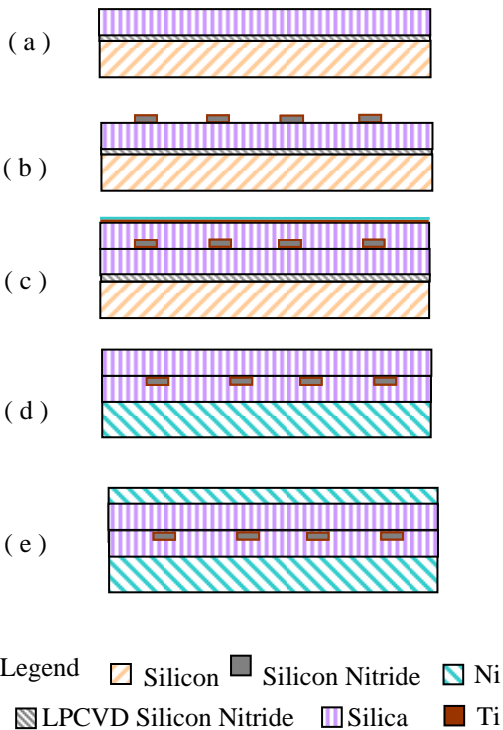 ( a )
( b )
( c )
( d )
( e )
Legend Silicon Silicon Nitride Ni
LPCVD Silicon Nitride Silica Ti